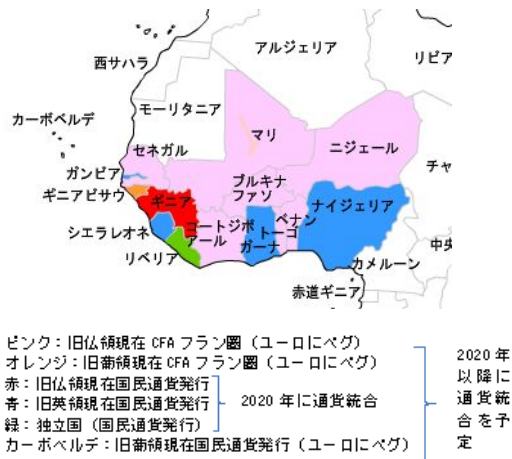 アルジェリア
リビア
西サハラ
モーリタニア
カーボベルデ
マリ
ニジェール
セネガル
チャ
ガンビア
ブルキナ
ファソ
ギニアビサウ
ギニア
ナイジェリア
ベナン
コートジボ
アール
トーゴ
シエラレオネ
ガーナ
中央
リベリア
カメルーン
赤道ギニア
ピンク：旧仏領現在 CFA フラン圏（ユーロにペグ）
オレンジ：旧葡領現在 CFA フラン圏（ユーロにペグ）
赤：旧仏領現在国民通貨発行
青：旧英領現在国民通貨発行
緑：独立国（国民通貨発行）
カーボベルデ：旧葡領現在国民通貨発行（ユーロにペグ）
2020 年に通貨統合
2020 年
以降に
通貨統
合を予
定